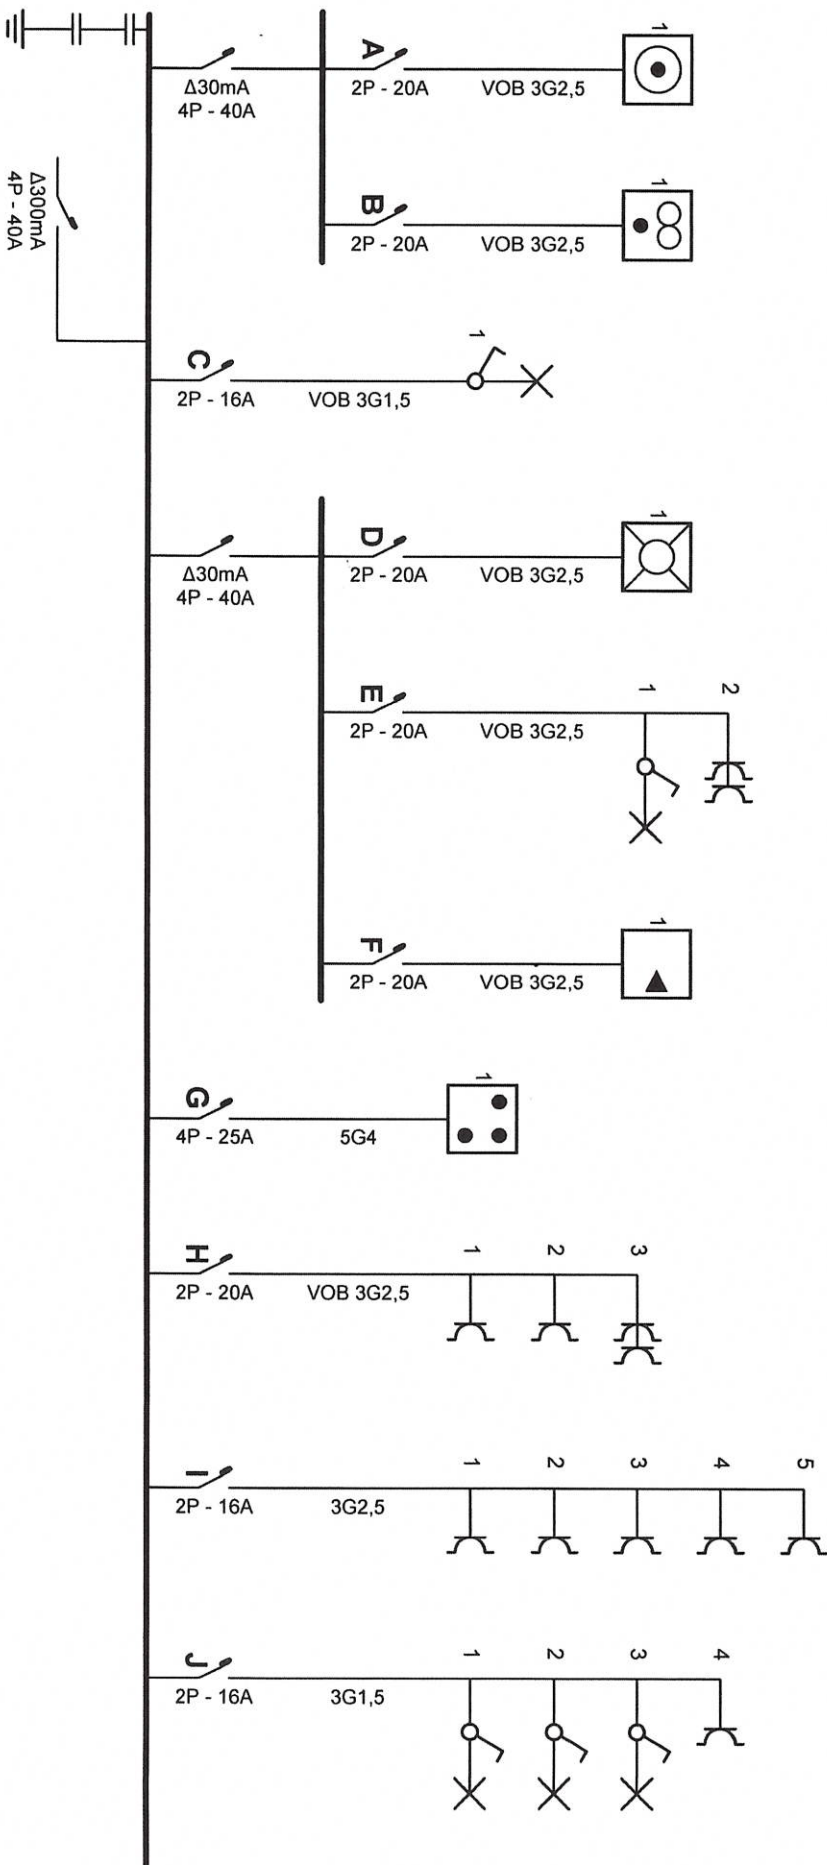 Δ30mA
4P - 40A
A
2P - 20A
VOB 3G2,5
1
B
2P - 20A
VOB 3G2,5
1
Δ300mA
4P - 40A
C
2P - 16A
VOB 3G1,5
1
Δ30mA
4P - 40A
D
2P - 20A
VOB 3G2,5
1
E
2P - 20A
VOB 3G2,5
1
2
F
2P - 20A
VOB 3G2,5
1
G
4P - 25A
5G4
1
H
2P - 20A
VOB 3G2,5
1
2
3
I
2P - 16A
3G2,5
1
2
3
4
5
J
2P - 16A
3G1,5
1
2
3
4